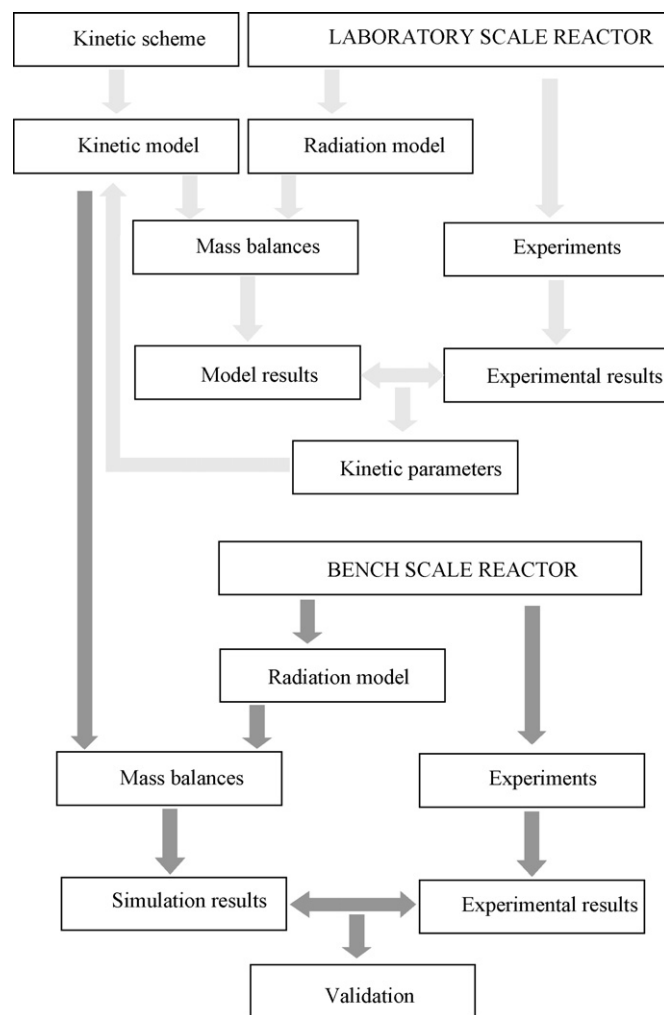 Kinetic scheme
LABORATORY SCALE REACTOR
Kinetic model
Radiation model
Mass balances
Experiments
Model results
Experimental results
Kinetic parameters
BENCH SCALE REACTOR
Radiation model
Mass balances
Experiments
Simulation results
Experimental results
Validation